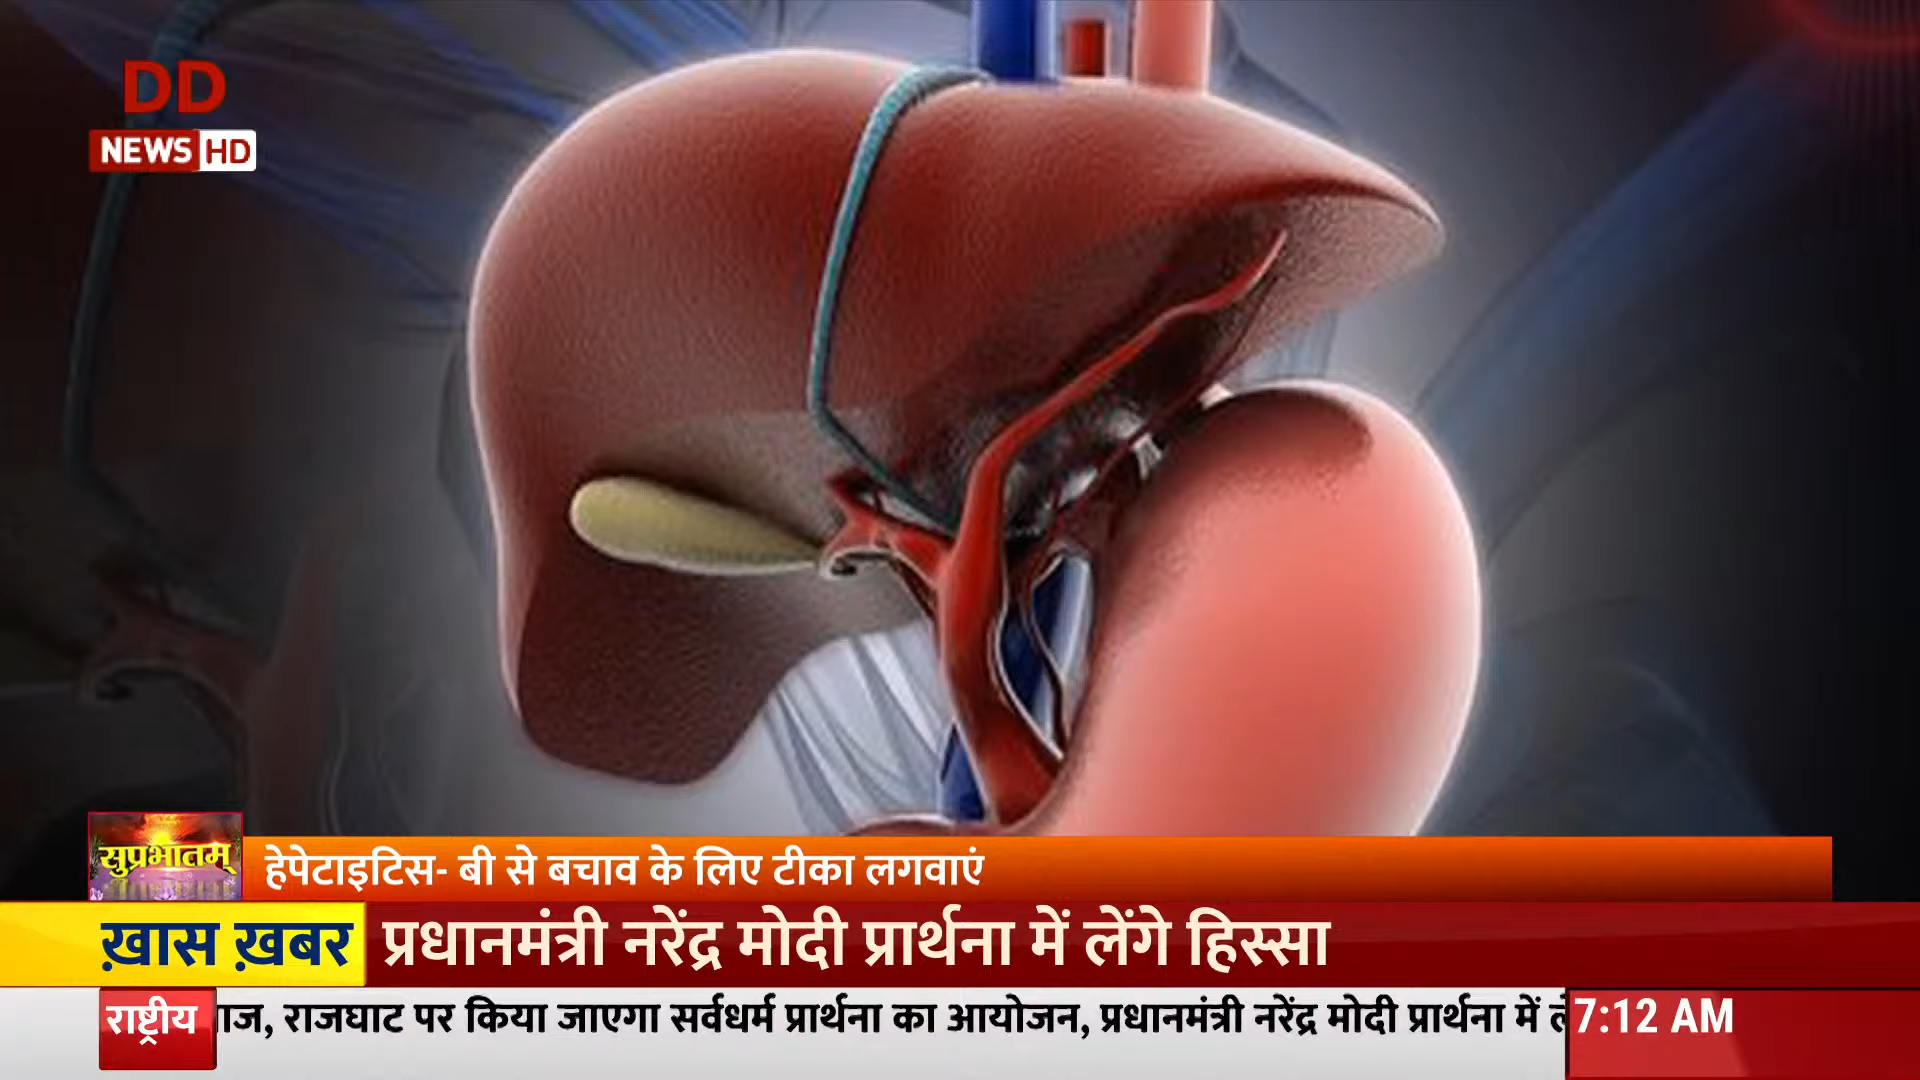 DD
NEWS HD
सुप्रभातम्
हेपेटाइटिस- बी से बचाव के लिए टीका लगवाएं
ख़ास ख़बर प्रधानमंत्री नरेंद्र मोदी प्रार्थना में लेंगे हिस्सा
राष्ट्रीय राजघाट पर किया जाएगा सर्वधर्म प्रार्थना का आयोजन, प्रधानमंत्री नरेंद्र मोदी प्रार्थना में 7:12 AM